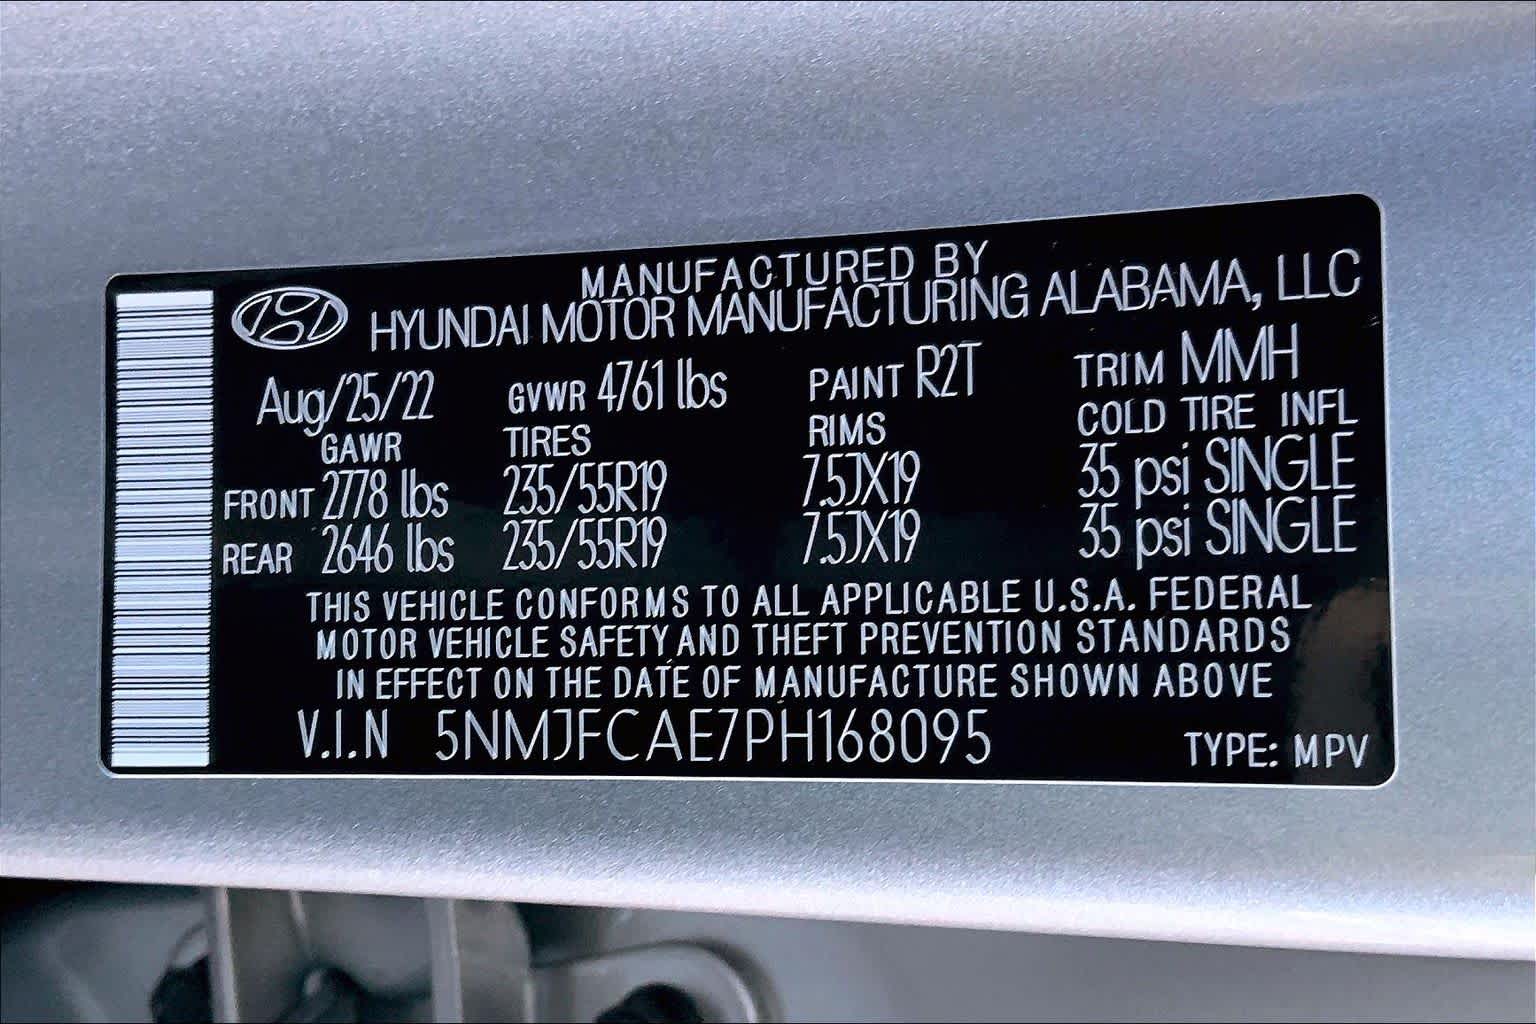 MANUFACTURED BY
HYUNDAI MOTOR MANUFACTURING ALABAMA, LLC
Aug/25/22 GVWR 4761 lbs PAINT R2T TRIM MMH
GAWR TIRES RIMS COLD TIRE INFL
FRONT 2778 lbs 235/55R19 7.5JX19 35 psi SINGLE
REAR 2646 lbs 235/55R19 7.5JX19 35 psi SINGLE
THIS VEHICLE CONFORMS TO ALL APPLICABLE U.S.A. FEDERAL
MOTOR VEHICLE SAFETY AND THEFT PREVENTION STANDARDS
IN EFFECT ON THE DATE OF MANUFACTURE SHOWN ABOVE
V.I.N 5NMJFCAE7PH168095 TYPE: MPV